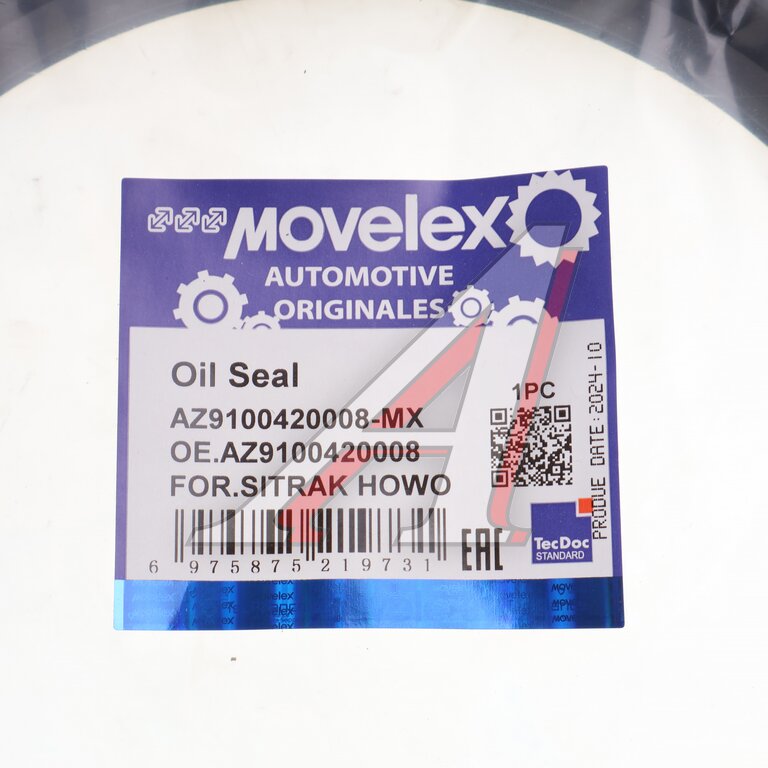 MOVelex
AUTOMOTIVE
ORIGINALES
Oil Seal
1PC
AZ9100420008-MX
OE.AZ9100420008
FOR.SITRAK HOWO
PRODUE DATE:2024-10
6 975875 219731
EAC
TecDoc
STANDARD
movelex